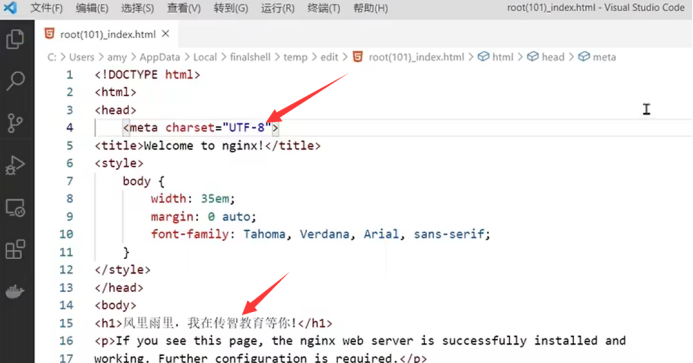 文件(F) 编辑(E) 选择(S) 查看(V) 转到(G) 运行(R) 终端(T) 帮助(H) root(101)_index.html - Visual Studio Code
root(101)_index.html ×
C: > Users > amy > AppData > Local > finalshell > temp > edit > root(101)_index.html > html > head > meta
1 <!DOCTYPE html>
2 <html>
3 <head>
4 <meta charset="UTF-8">
5 <title>Welcome to nginx!</title>
6 <style>
7 body {
8 width: 35em;
9 margin: 0 auto;
10 font-family: Tahoma, Verdana, Arial, sans-serif;
11 }
12 </style>
13 </head>
14 <body>
15 <h1>风里雨里，我在传智教育等你!</h1>
16 <p>If you see this page, the nginx web server is successfully installed and
17 working. Further configuration is required.</p>